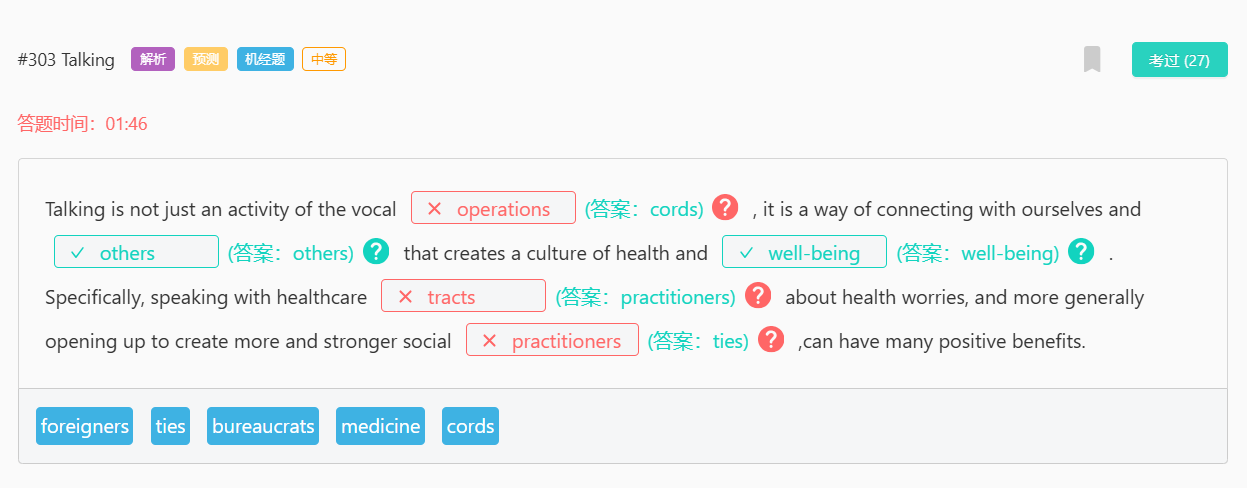 #303 Talking 解析 预测 机经题 中等 考过 (27)
答题时间：01:46
Talking is not just an activity of the vocal operations (答案：cords) ? , it is a way of connecting with ourselves and
others (答案：others) ? that creates a culture of health and well-being (答案：well-being) ? .
Specifically, speaking with healthcare tracts (答案：practitioners) ? about health worries, and more generally
opening up to create more and stronger social practitioners (答案：ties) ? ,can have many positive benefits.
foreigners ties bureaucrats medicine cords